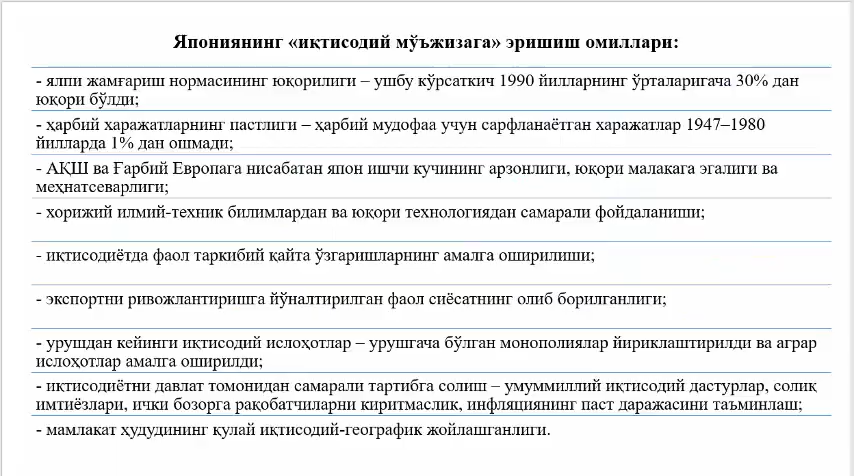 Япониянинг «иқтисодий мўъжизага» эришиш омиллари:
- ялпи жамғариш нормасининг юқорилиги – ушбу кўрсаткич 1990 йилларнинг ўрталаригача 30% дан
юқори бўлди;
- ҳарбий харажатларнинг пастлиги – ҳарбий мудофаа учун сарфланаётган харажатлар 1947–1980
йилларда 1% дан ошмади;
- АҚШ ва Ғарбий Европага нисабатан япон ишчи кучининг арзонлиги, юқори малакага эгалиги ва
меҳнатсеварлиги;
- хорижий илмий-техник билимлардан ва юқори технологиядан самарали фойдаланиши;
- иқтисодиётда фаол таркибий қайта ўзгаришларнинг амалга оширилиши;
- экспортни ривожлантиришга йўналтирилган фаол сиёсатнинг олиб борилганлиги;
- урушдан кейинги иқтисодий ислоҳотлар – урушгача бўлган монополиялар йириклаштирилди ва аграр
ислоҳотлар амалга оширилди;
- иқтисодиётни давлат томонидан самарали тартибга солиш – умуммиллий иқтисодий дастурлар, солиқ
имтиёзлари, ички бозорга рақобатчиларни киритмаслик, инфляциянинг паст даражасини таъминлаш;
- мамлакат ҳудудининг қулай иқтисодий-географик жойлашганлиги.